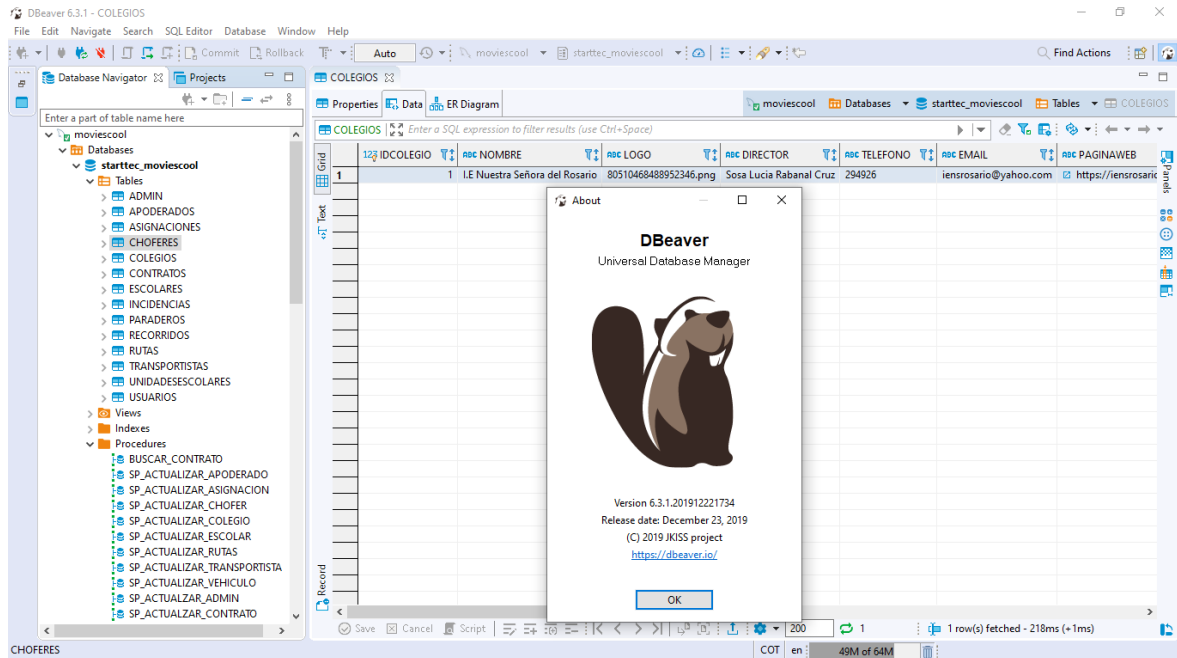 DBeaver 6.3.1 - COLEGIOS
File Edit Navigate Search SQL Editor Database Window Help
Commit Rollback Auto moviescool starttec_moviescool Find Actions
Database Navigator Projects
Enter a part of table name here
moviescool
Databases
starttec_moviescool
Tables
ADMIN
APODERADOS
ASIGNACIONES
CHOFERES
COLEGIOS
CONTRATOS
ESCOLARES
INCIDENCIAS
PARADEROS
RECORRIDOS
RUTAS
TRANSPORTISTAS
UNIDADESESCOLARES
USUARIOS
Views
Indexes
Procedures
BUSCAR_CONTRATO
SP_ACTUALIZAR_APODERADO
SP_ACTUALIZAR_ASIGNACION
SP_ACTUALIZAR_CHOFER
SP_ACTUALIZAR_COLEGIO
SP_ACTUALIZAR_ESCOLAR
SP_ACTUALIZAR_RUTAS
SP_ACTUALIZAR_TRANSPORTISTA
SP_ACTUALIZAR_VEHICULO
SP_ACTUALZAR_ADMIN
SP_ACTUALZAR_CONTRATO
COLEGIOS
Properties Data ER Diagram moviescool Databases starttec_moviescool Tables COLEGIOS
COLEGIOS Enter a SQL expression to filter results (use Ctrl+Space)
Grid
Text
Record
Panels
123 IDCOLEGIO ABC NOMBRE ABC LOGO ABC DIRECTOR ABC TELEFONO ABC EMAIL ABC PAGINAWEB
1 1 I.E Nuestra Señora del Rosario 80510468488952346.png Sosa Lucia Rabanal Cruz 294926 iensrosario@yahoo.com https://iensrosario
About
DBeaver
Universal Database Manager
Version 6.3.1.201912221734
Release date: December 23, 2019
(C) 2019 JKISS project
https://dbeaver.io/
OK
Save Cancel Script 200 1 1 row(s) fetched - 218ms (+1ms)
CHOFERES COT en 49M of 64M